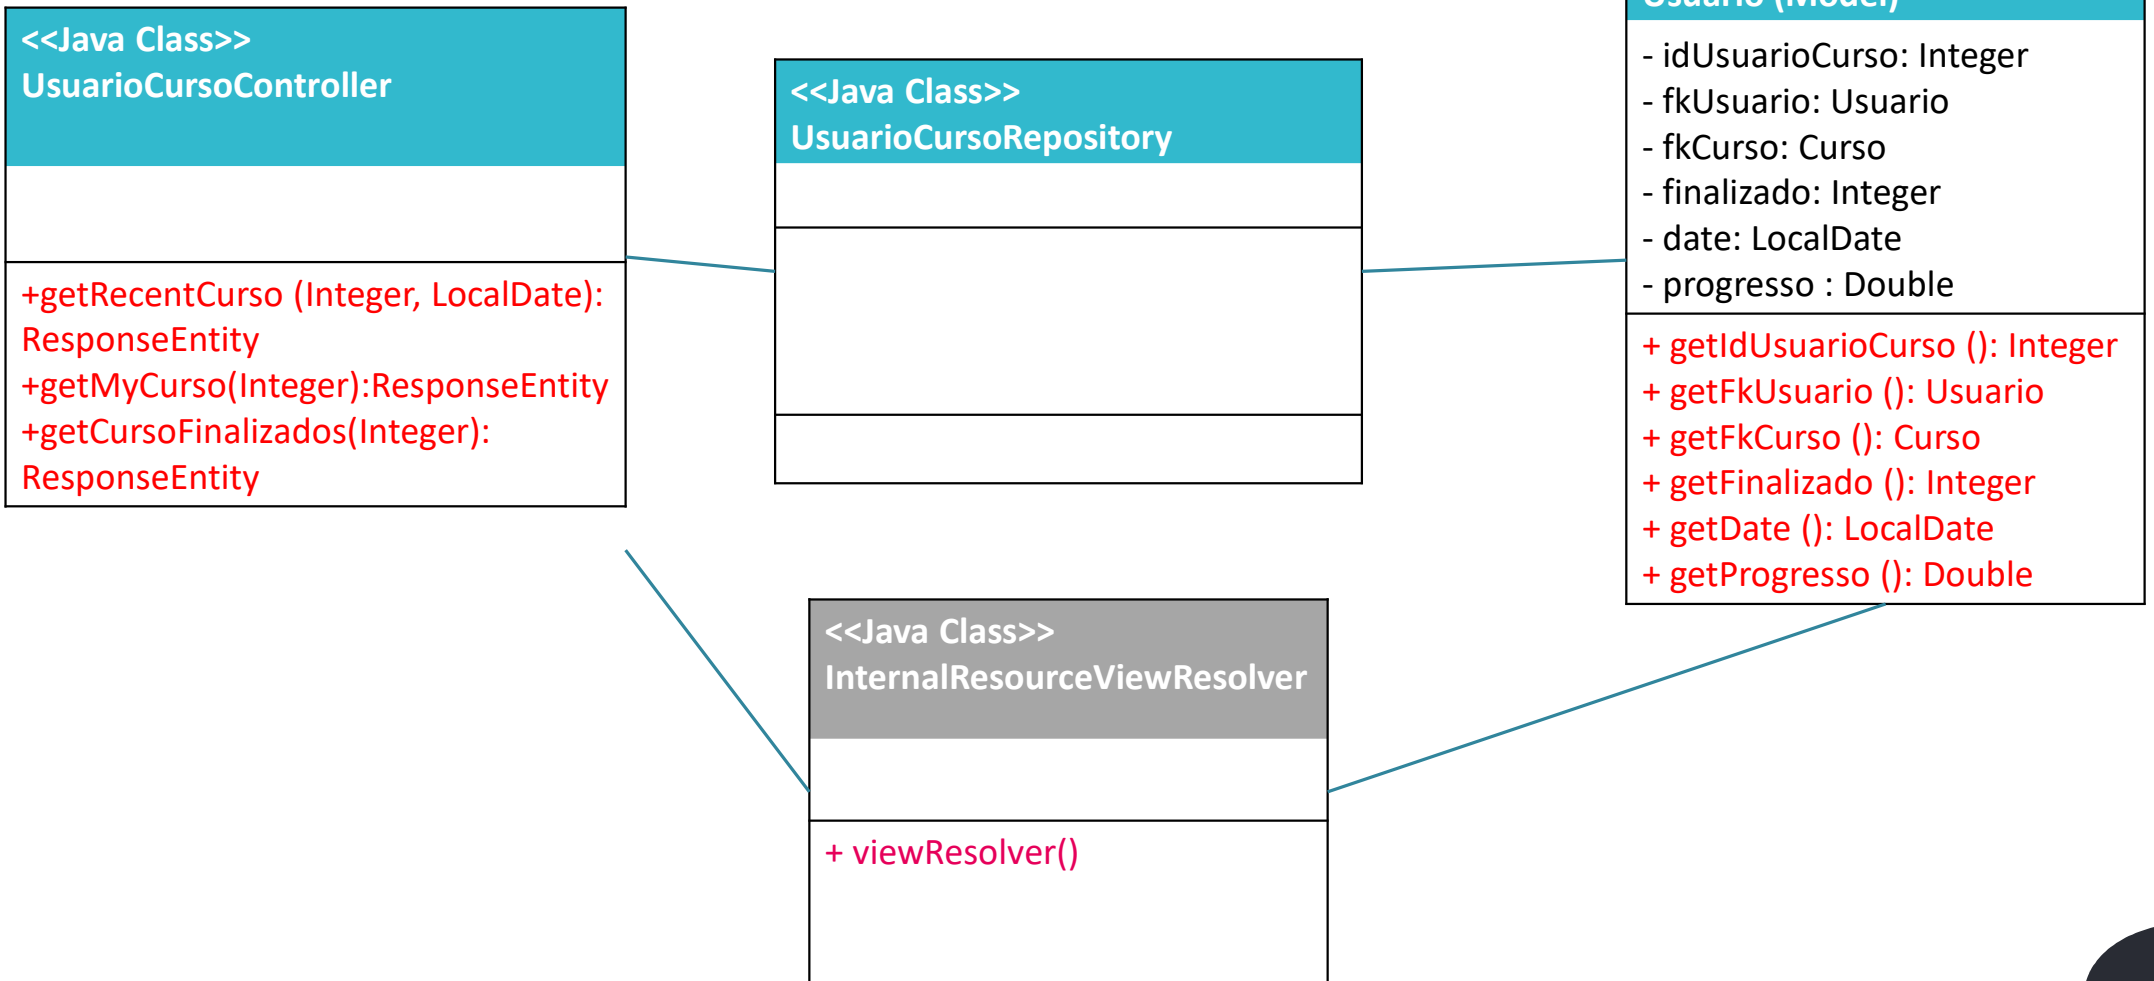 <<Java Class>>
UsuarioCursoController
+getRecentCurso (Integer, LocalDate):
ResponseEntity
+getMyCurso(Integer):ResponseEntity
+getCursoFinalizados(Integer):
ResponseEntity
<<Java Class>>
UsuarioCursoRepository
Usuario (Model)
- idUsuarioCurso: Integer
- fkUsuario: Usuario
- fkCurso: Curso
- finalizado: Integer
- date: LocalDate
- progresso : Double
+ getIdUsuarioCurso (): Integer
+ getFkUsuario (): Usuario
+ getFkCurso (): Curso
+ getFinalizado (): Integer
+ getDate (): LocalDate
+ getProgresso (): Double
<<Java Class>>
InternalResourceViewResolver
+ viewResolver()